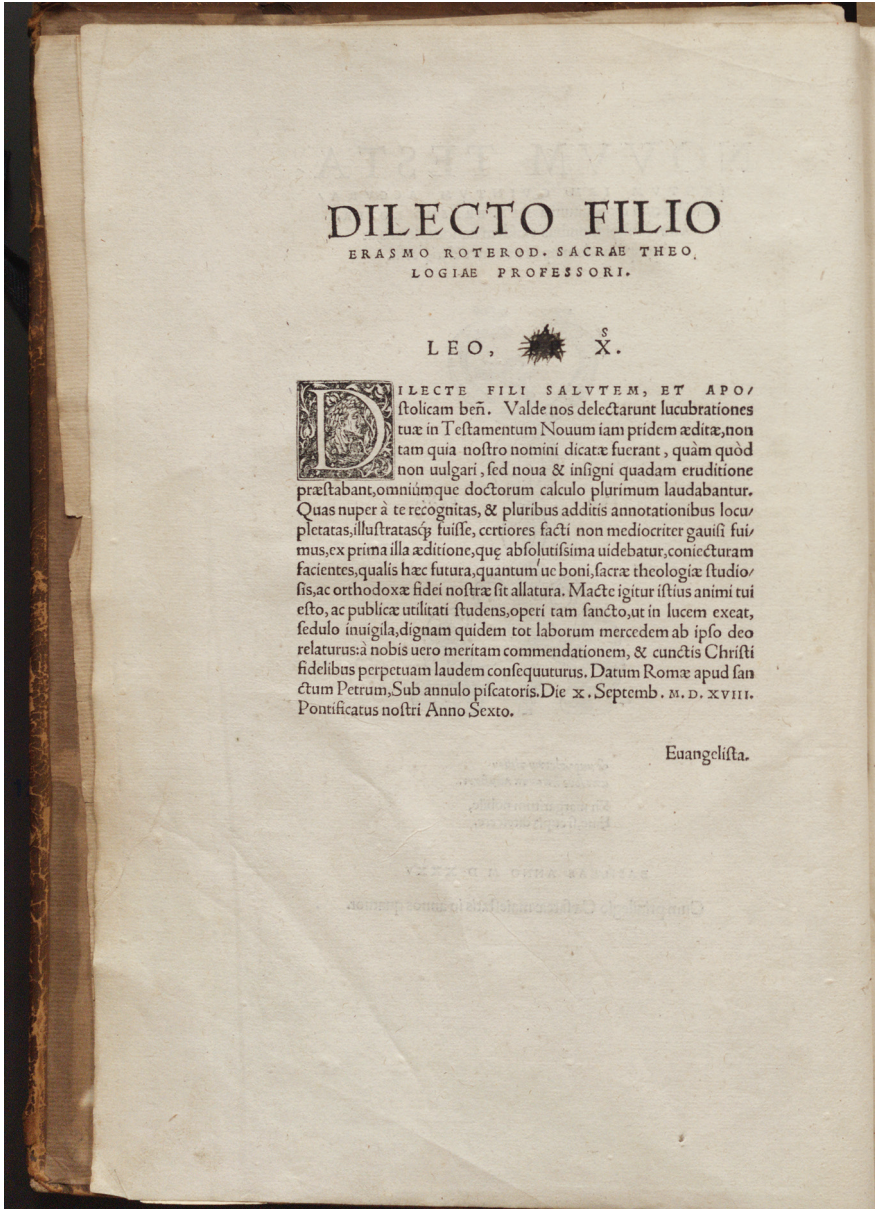 DILECTO FILIO
ERASMO ROTEROD. SACRAE THEO
LOGIAE PROFESSORI.
LEO, X.
S
DILECTE FILI SALVTEM, ET APO/
ſtolicam ben̄. Valde nos delectarunt lucubrationes
tuæ in Teſtamentum Nouum iam pridem æditæ,non
tam quia noſtro nomini dicatæ fuerant, quàm quòd
non uulgari, ſed noua & inſigni quadam eruditione
præſtabant,omniúmque doctorum calculo plurimum laudabantur.
Quas nuper à te recognitas, & pluribus additis annotationibus locu/
pletatas,illuſtratasq́; fuiſſe, certiores facti non mediocriter gauiſi fui/
mus,ex prima illa æditione,quę abſolutiſsima uidebatur,coniecturam
facientes,qualis hæc futura,quantum'ue boni,ſacræ theologiæ ſtudio/
ſis,ac orthodoxæ fidei noſtræ ſit allatura. Macte igitur iſtius animi tui
eſto, ac publicæ utilitati ſtudens,operi tam ſancto,ut in lucem exeat,
ſedulo inuigila,dignam quidem tot laborum mercedem ab ipſo deo
relaturus:à nobis uero meritam commendationem, & cunctis Chriſti
fidelibus perpetuam laudem conſequuturus. Datum Romæ apud ſan
ctum Petrum,Sub annulo piſcatoris.Die X. Septemb. M. D. XVIII.
Pontificatus noſtri Anno Sexto.
Euangeliſta.